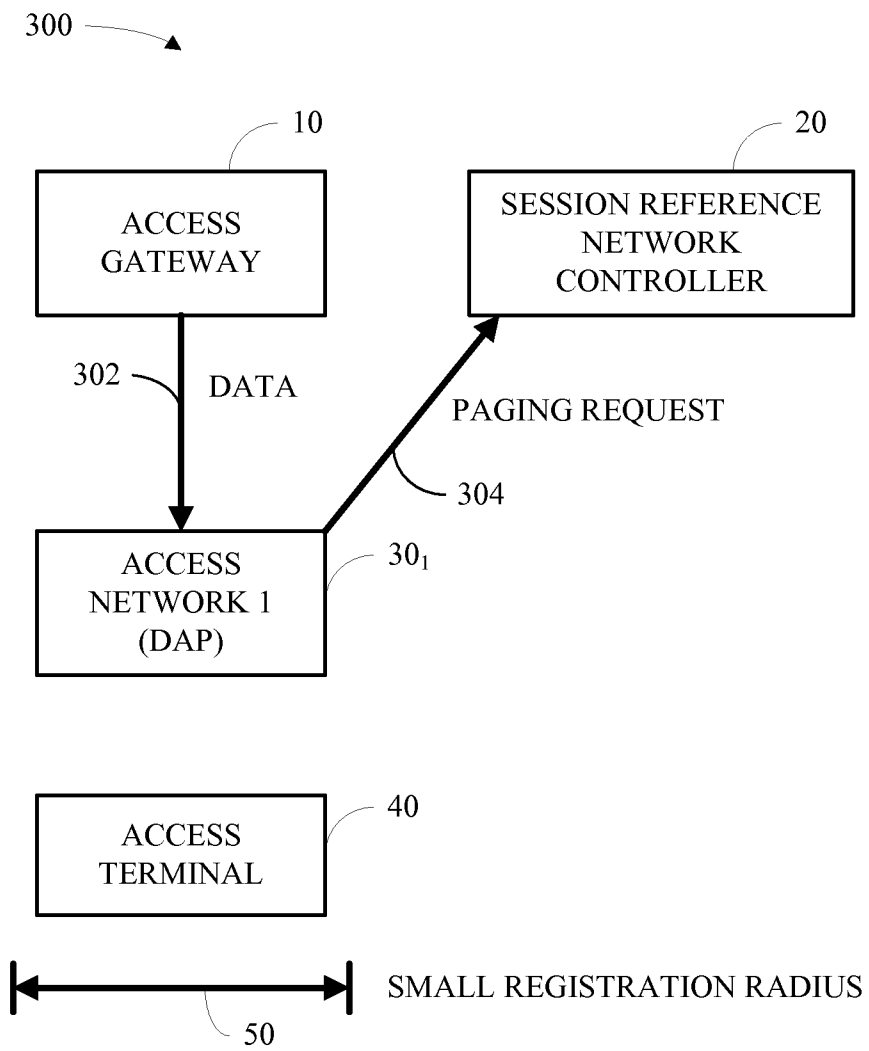 300
10
20
ACCESS
GATEWAY
SESSION REFERENCE
NETWORK
CONTROLLER
302
DATA
PAGING REQUEST
304
ACCESS
NETWORK 1
(DAP)
30₁
ACCESS
TERMINAL
40
SMALL REGISTRATION RADIUS
50